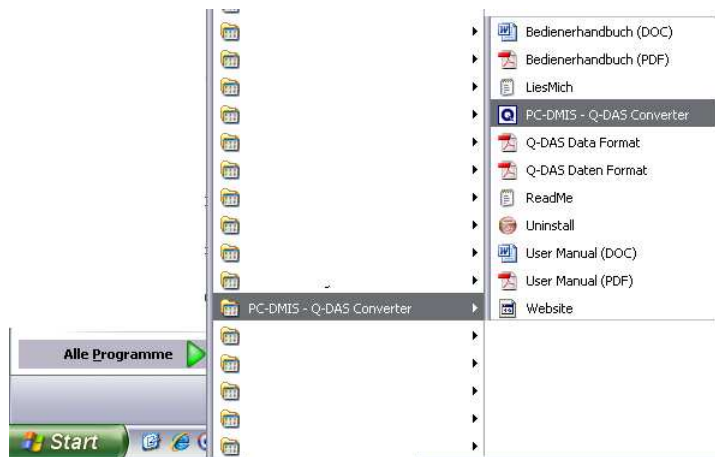 Bedienerhandbuch (DOC)
Bedienerhandbuch (PDF)
LiesMich
PC-DMIS - Q-DAS Converter
Q-DAS Data Format
Q-DAS Daten Format
ReadMe
Uninstall
User Manual (DOC)
User Manual (PDF)
PC-DMIS - Q-DAS Converter
Website
Alle Programme
Start